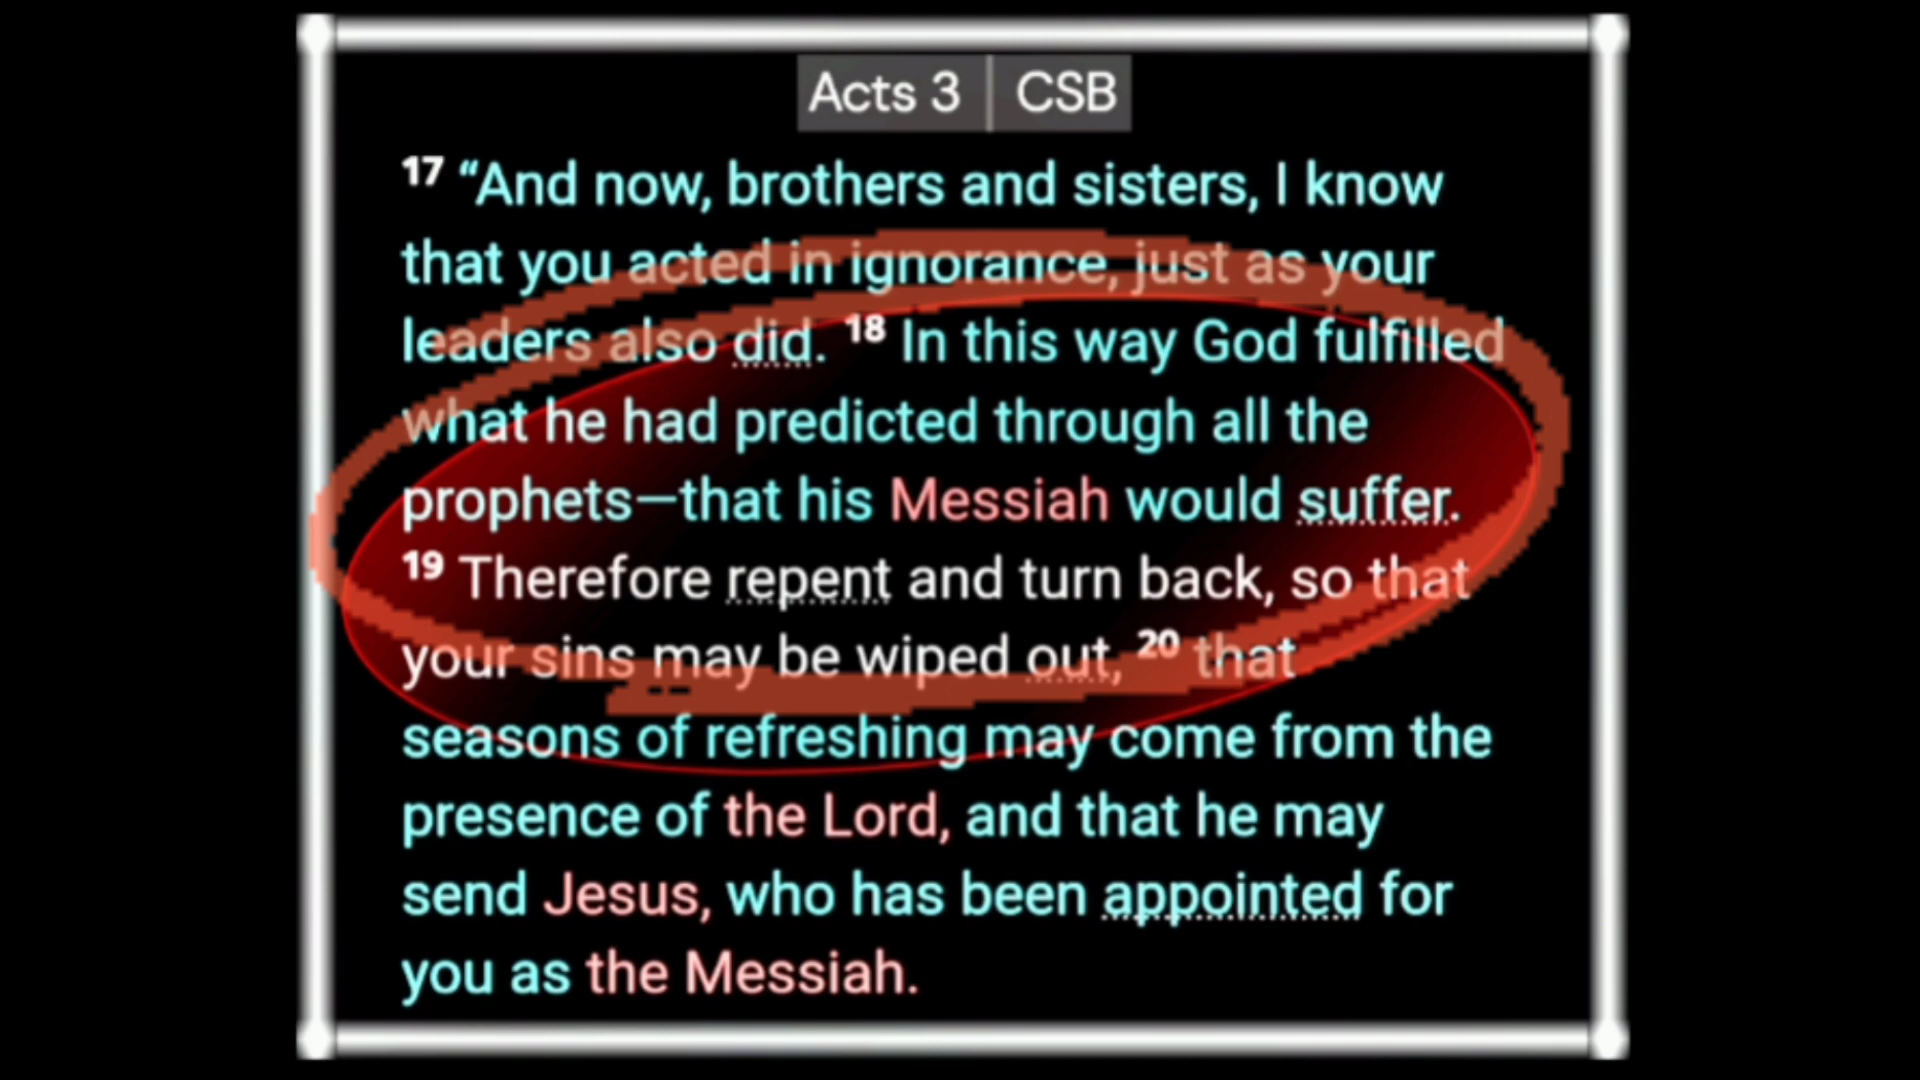 Acts 3 | CSB
17 “And now, brothers and sisters, I know
that you acted in ignorance, just as your
leaders also did. 18 In this way God fulfilled
what he had predicted through all the
prophets—that his Messiah would suffer.
19 Therefore repent and turn back, so that
your sins may be wiped out, 20 that
seasons of refreshing may come from the
presence of the Lord, and that he may
send Jesus, who has been appointed for
you as the Messiah.